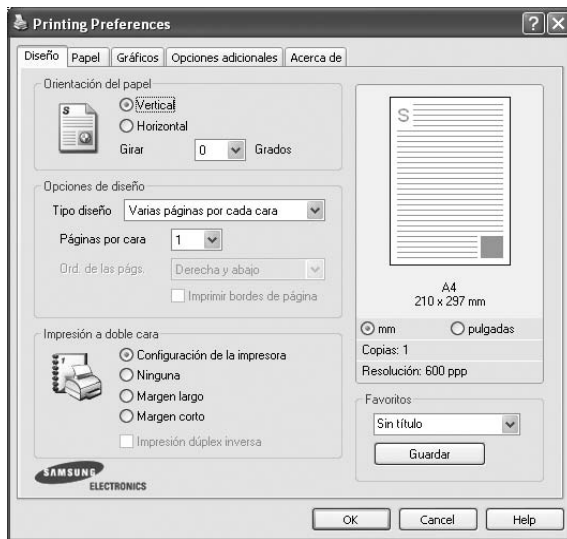 Printing Preferences
Diseño Papel Gráficos Opciones adicionales Acerca de
Orientación del papel
S
Vertical
Horizontal
Girar 0 Grados
Opciones de diseño
Tipo diseño Varias páginas por cada cara
Páginas por cara 1
Ord. de las págs. Derecha y abajo
Imprimir bordes de página
Impresión a doble cara
Configuración de la impresora
Ninguna
Margen largo
Margen corto
Impresión dúplex inversa
SAMSUNG
ELECTRONICS
S
A4
210 x 297 mm
mm pulgadas
Copias: 1
Resolución: 600 ppp
Favoritos
Sin título
Guardar
OK Cancel Help